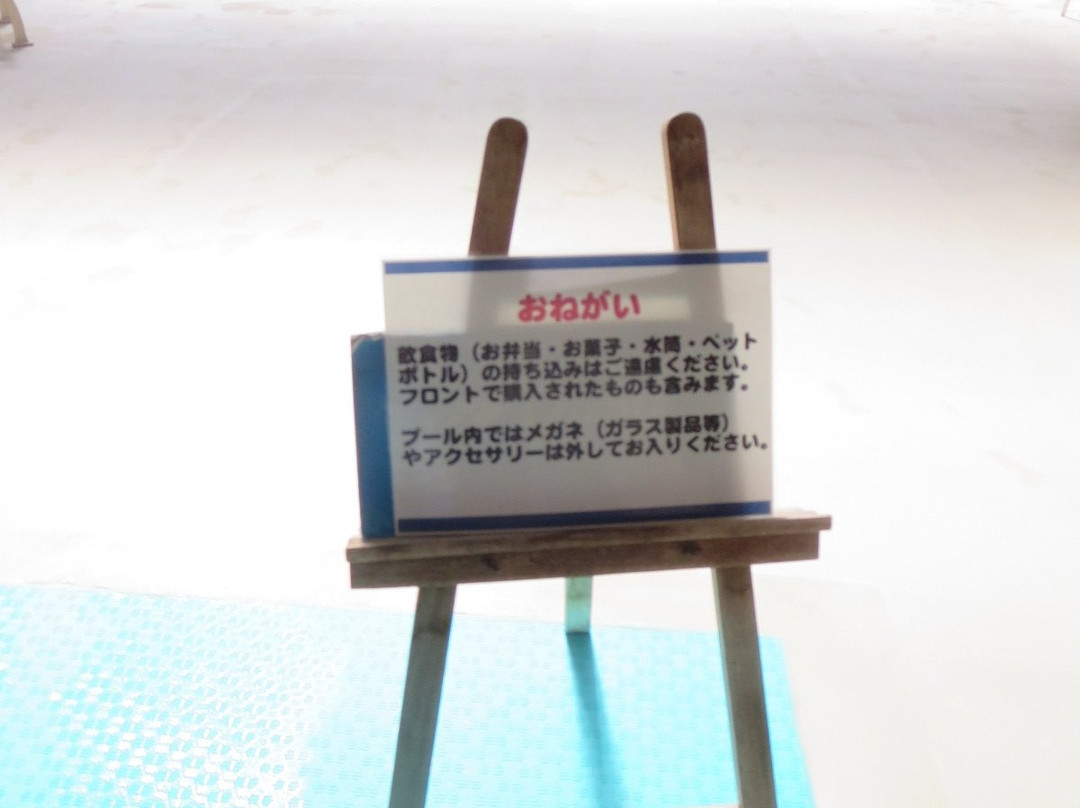 おねがい
飲食物（お弁当・お菓子・水筒・ペット
ボトル）の持ち込みはご遠慮ください。
フロントで購入されたものも含みます。
プール内ではメガネ（ガラス製品等）
やアクセサリーは外してお入りください。